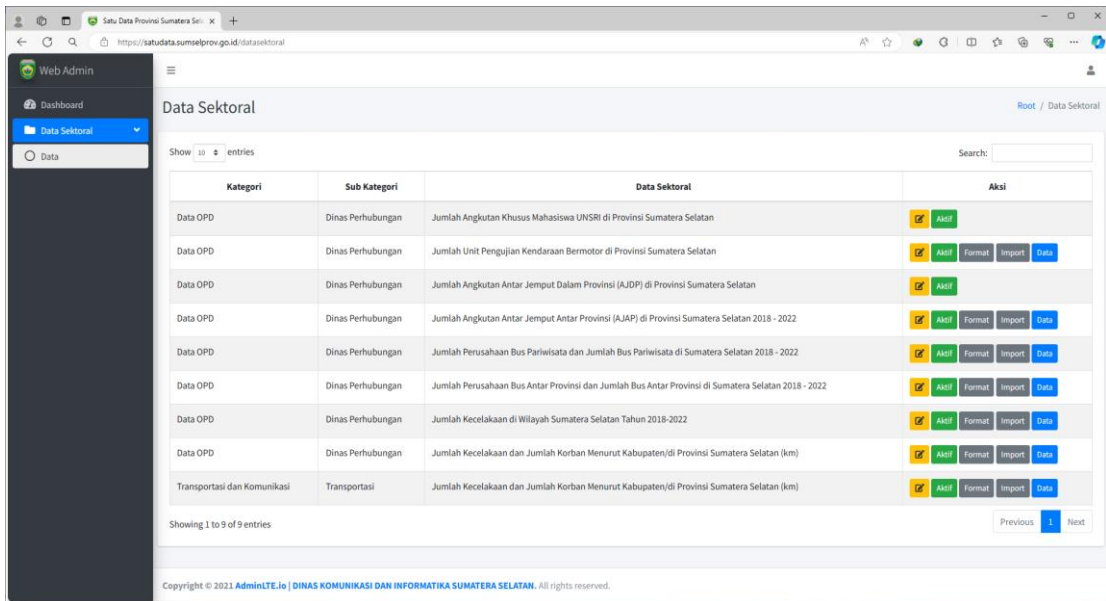 Satu Data Provinsi Sumatera Sel
https://satudata.sumselprov.go.id/datasektoral
Web Admin
Dashboard
Data Sektoral
Data
Data Sektoral
Root / Data Sektoral
Show 10 entries
Search:
Kategori Sub Kategori Data Sektoral Aksi
Data OPD Dinas Perhubungan Jumlah Angkutan Khusus Mahasiswa UNSRI di Provinsi Sumatera Selatan Aktif
Data OPD Dinas Perhubungan Jumlah Unit Pengujian Kendaraan Bermotor di Provinsi Sumatera Selatan Aktif Format Import Data
Data OPD Dinas Perhubungan Jumlah Angkutan Antar Jemput Dalam Provinsi (AJDP) di Provinsi Sumatera Selatan Aktif
Data OPD Dinas Perhubungan Jumlah Angkutan Antar Jemput Antar Provinsi (AJAP) di Provinsi Sumatera Selatan 2018 - 2022 Aktif Format Import Data
Data OPD Dinas Perhubungan Jumlah Perusahaan Bus Pariwisata dan Jumlah Bus Pariwisata di Sumatera Selatan 2018 - 2022 Aktif Format Import Data
Data OPD Dinas Perhubungan Jumlah Perusahaan Bus Antar Provinsi dan Jumlah Bus Antar Provinsi di Sumatera Selatan 2018 - 2022 Aktif Format Import Data
Data OPD Dinas Perhubungan Jumlah Kecelakaan di Wilayah Sumatera Selatan Tahun 2018-2022 Aktif Format Import Data
Data OPD Dinas Perhubungan Jumlah Kecelakaan dan Jumlah Korban Menurut Kabupaten/di Provinsi Sumatera Selatan (km) Aktif Format Import Data
Transportasi dan Komunikasi Transportasi Jumlah Kecelakaan dan Jumlah Korban Menurut Kabupaten/di Provinsi Sumatera Selatan (km) Aktif Format Import Data
Showing 1 to 9 of 9 entries
Previous 1 Next
Copyright © 2021 AdminLTE.io | DINAS KOMUNIKASI DAN INFORMATIKA SUMATERA SELATAN. All rights reserved.